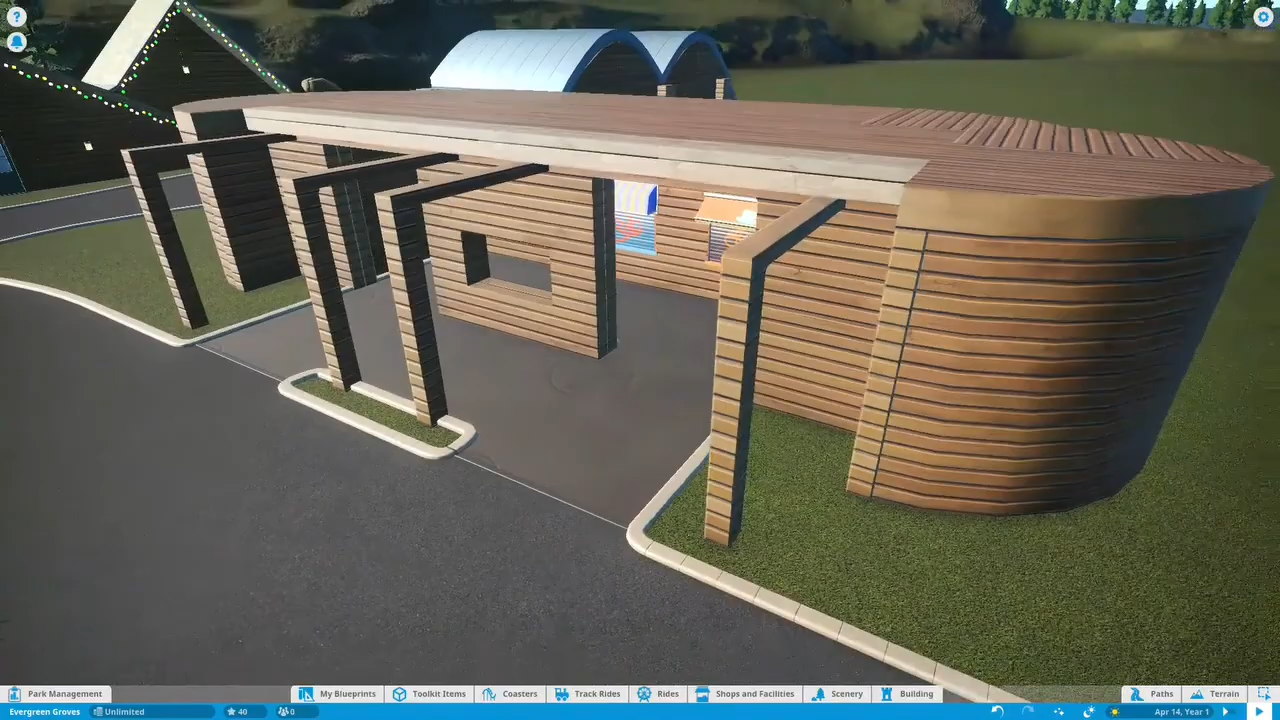 ?
Park Management
My Blueprints
Toolkit Items
Coasters
Track Rides
Rides
Shops and Facilities
Scenery
Building
Paths
Terrain
Evergreen Groves
Unlimited
40
0
Apr 14, Year 1